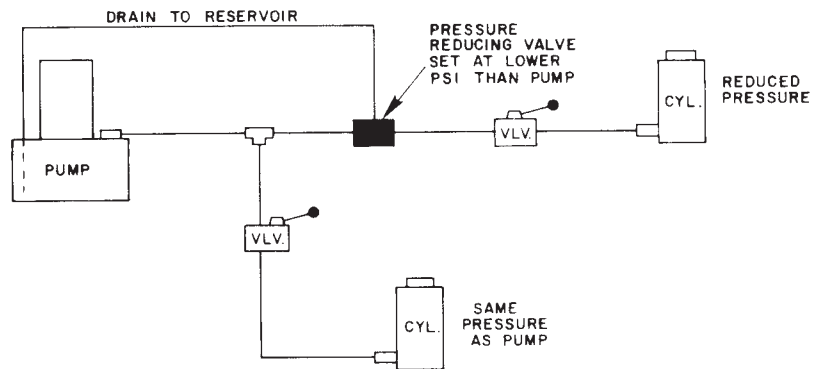 DRAIN TO RESERVOIR
PRESSURE
REDUCING VALVE
SET AT LOWER
PSI THAN PUMP
CYL.
REDUCED
PRESSURE
VLV.
PUMP
VLV.
CYL.
SAME
PRESSURE
AS PUMP